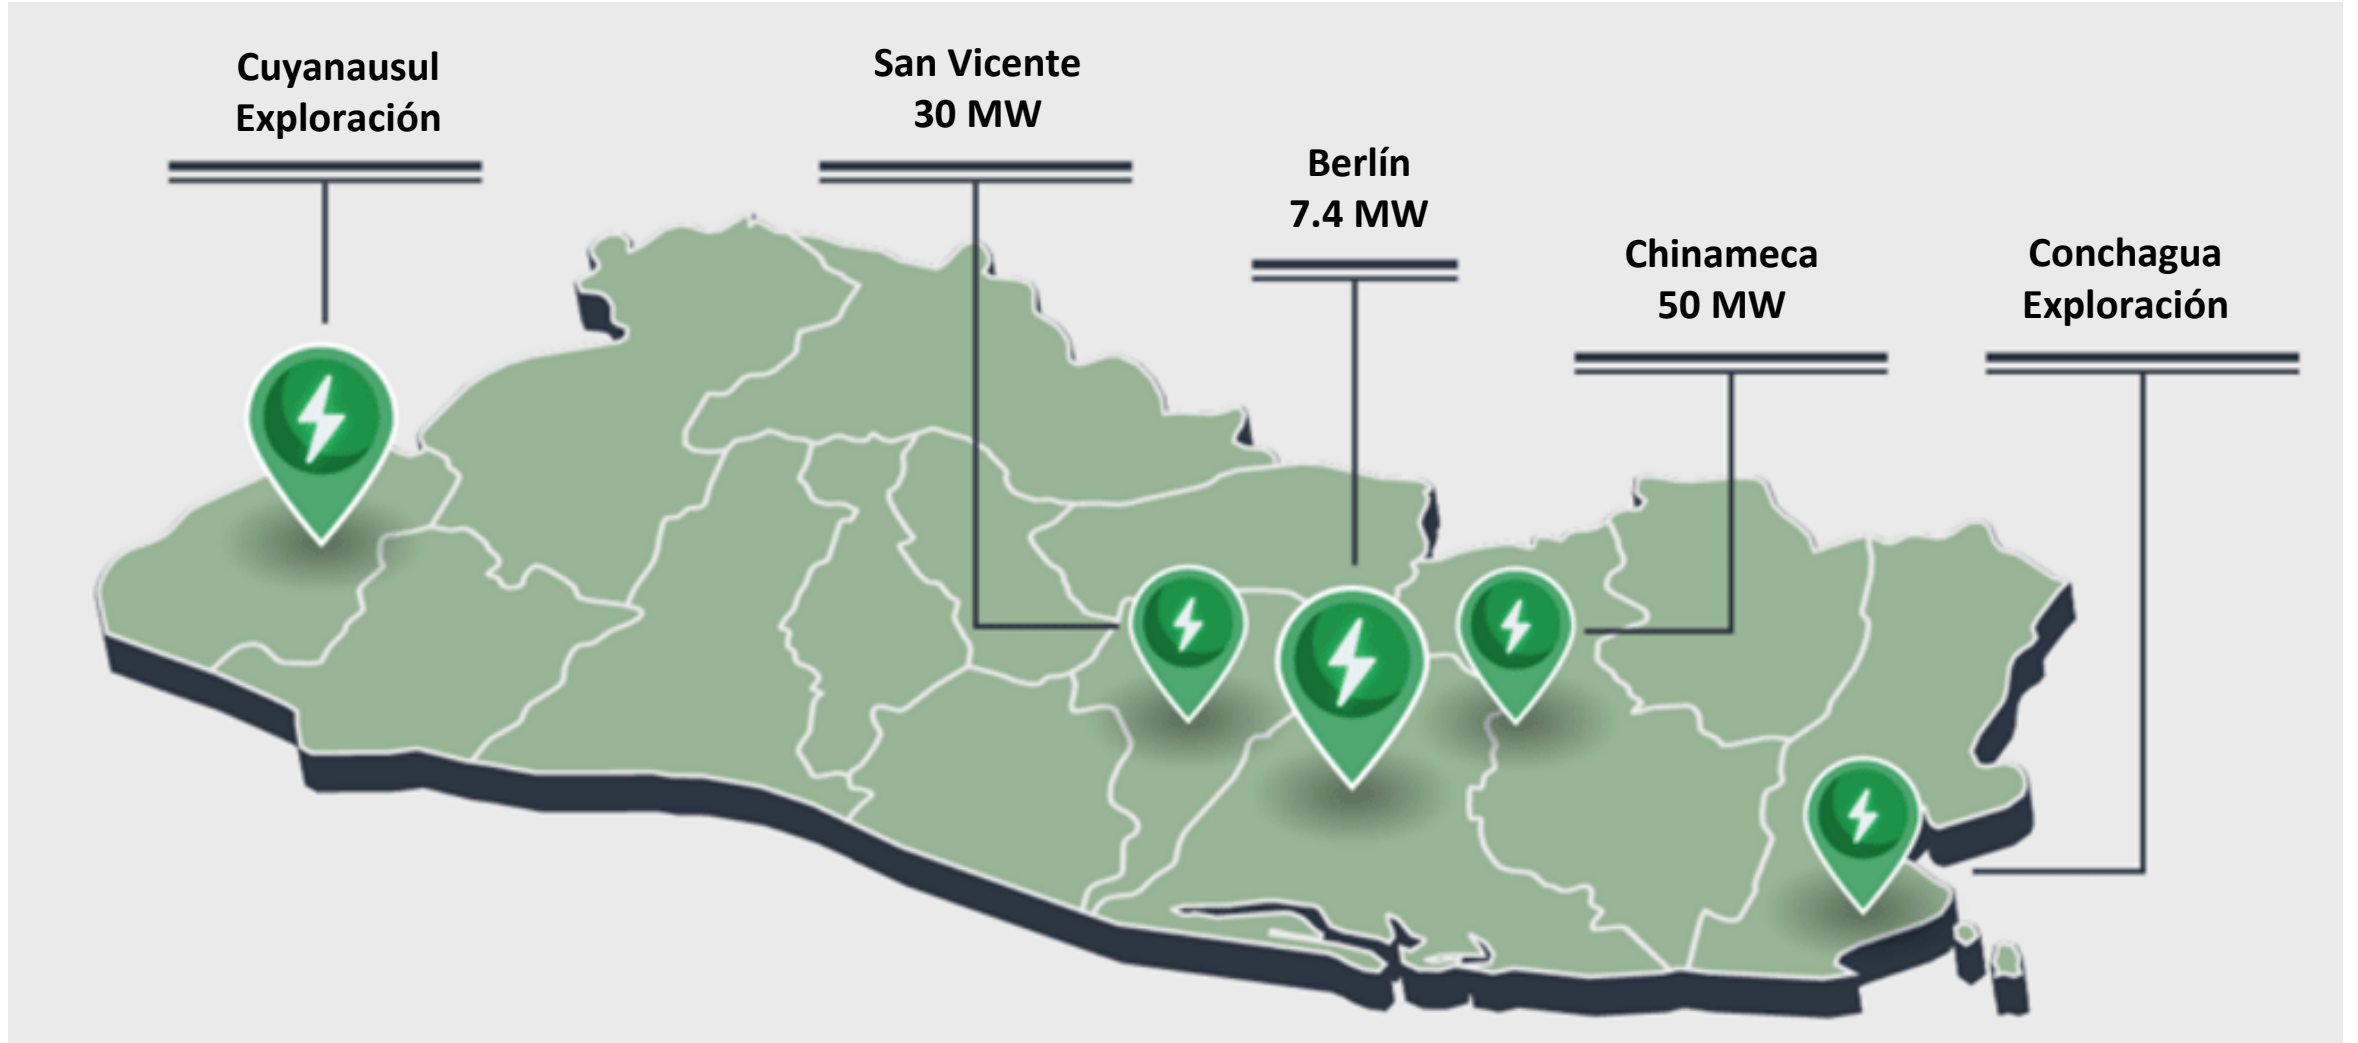 Cuyanausul
Exploración
San Vicente
30 MW
Berlín
7.4 MW
Chinameca
50 MW
Conchagua
Exploración